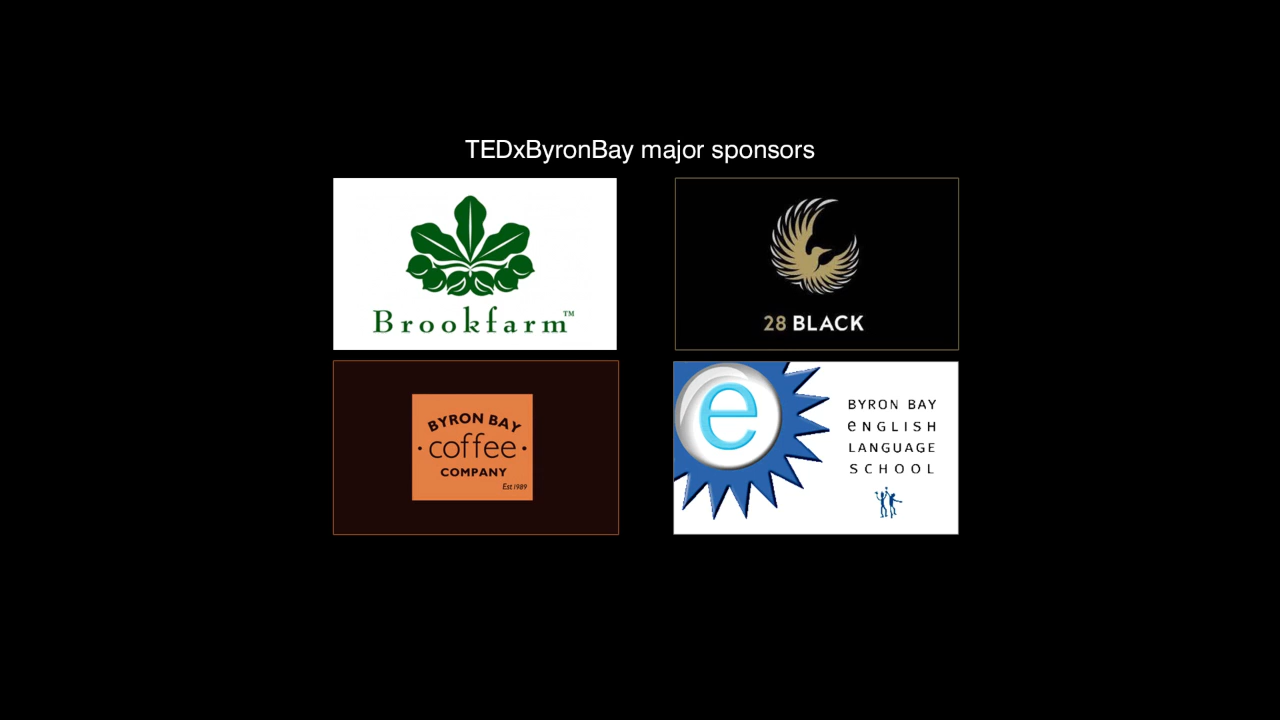 TEDxByronBay major sponsors
Brookfarm™
28 BLACK
BYRON BAY
• coffee •
COMPANY
Est 1989
e
BYRON BAY
eNGLISH
LANGUAGE
SCHOOL